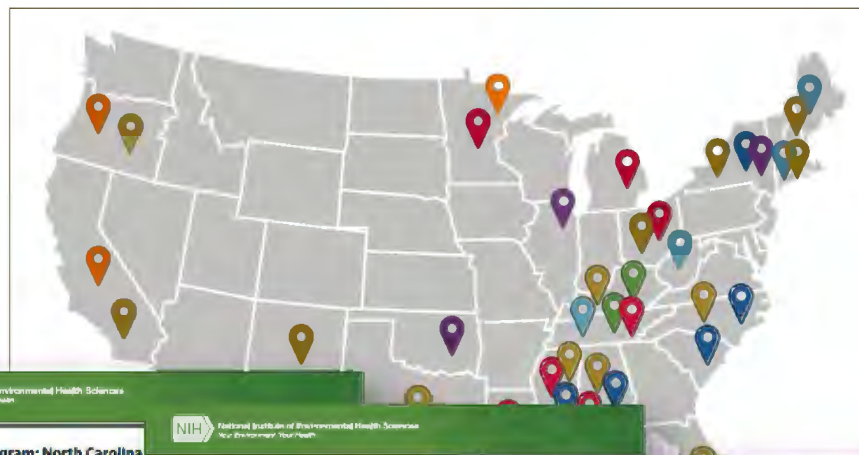 nvironmental Health Sciences
NIH
National Institute of Environmental Health Sciences
Your Environment. Your Health.
gram: North Carolina